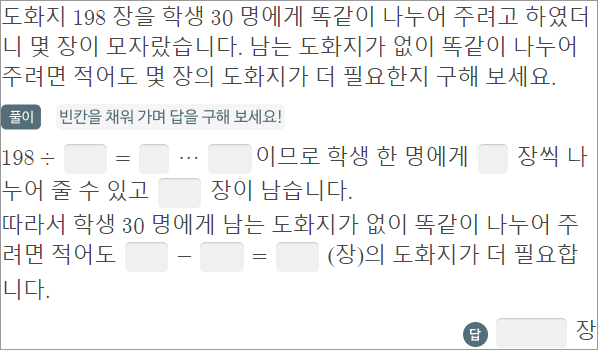 도화지 198 장을 학생 30 명에게 똑같이 나누어 주려고 하였더
니 몇 장이 모자랐습니다. 남는 도화지가 없이 똑같이 나누어
주려면 적어도 몇 장의 도화지가 더 필요한지 구해 보세요.
풀이 빈칸을 채워 가며 답을 구해 보세요!
198 ÷ = ⋯ 이므로 학생 한 명에게 장씩 나
누어 줄 수 있고 장이 남습니다.
따라서 학생 30 명에게 남는 도화지가 없이 똑같이 나누어 주
려면 적어도 − = (장)의 도화지가 더 필요합
니다.
답 장